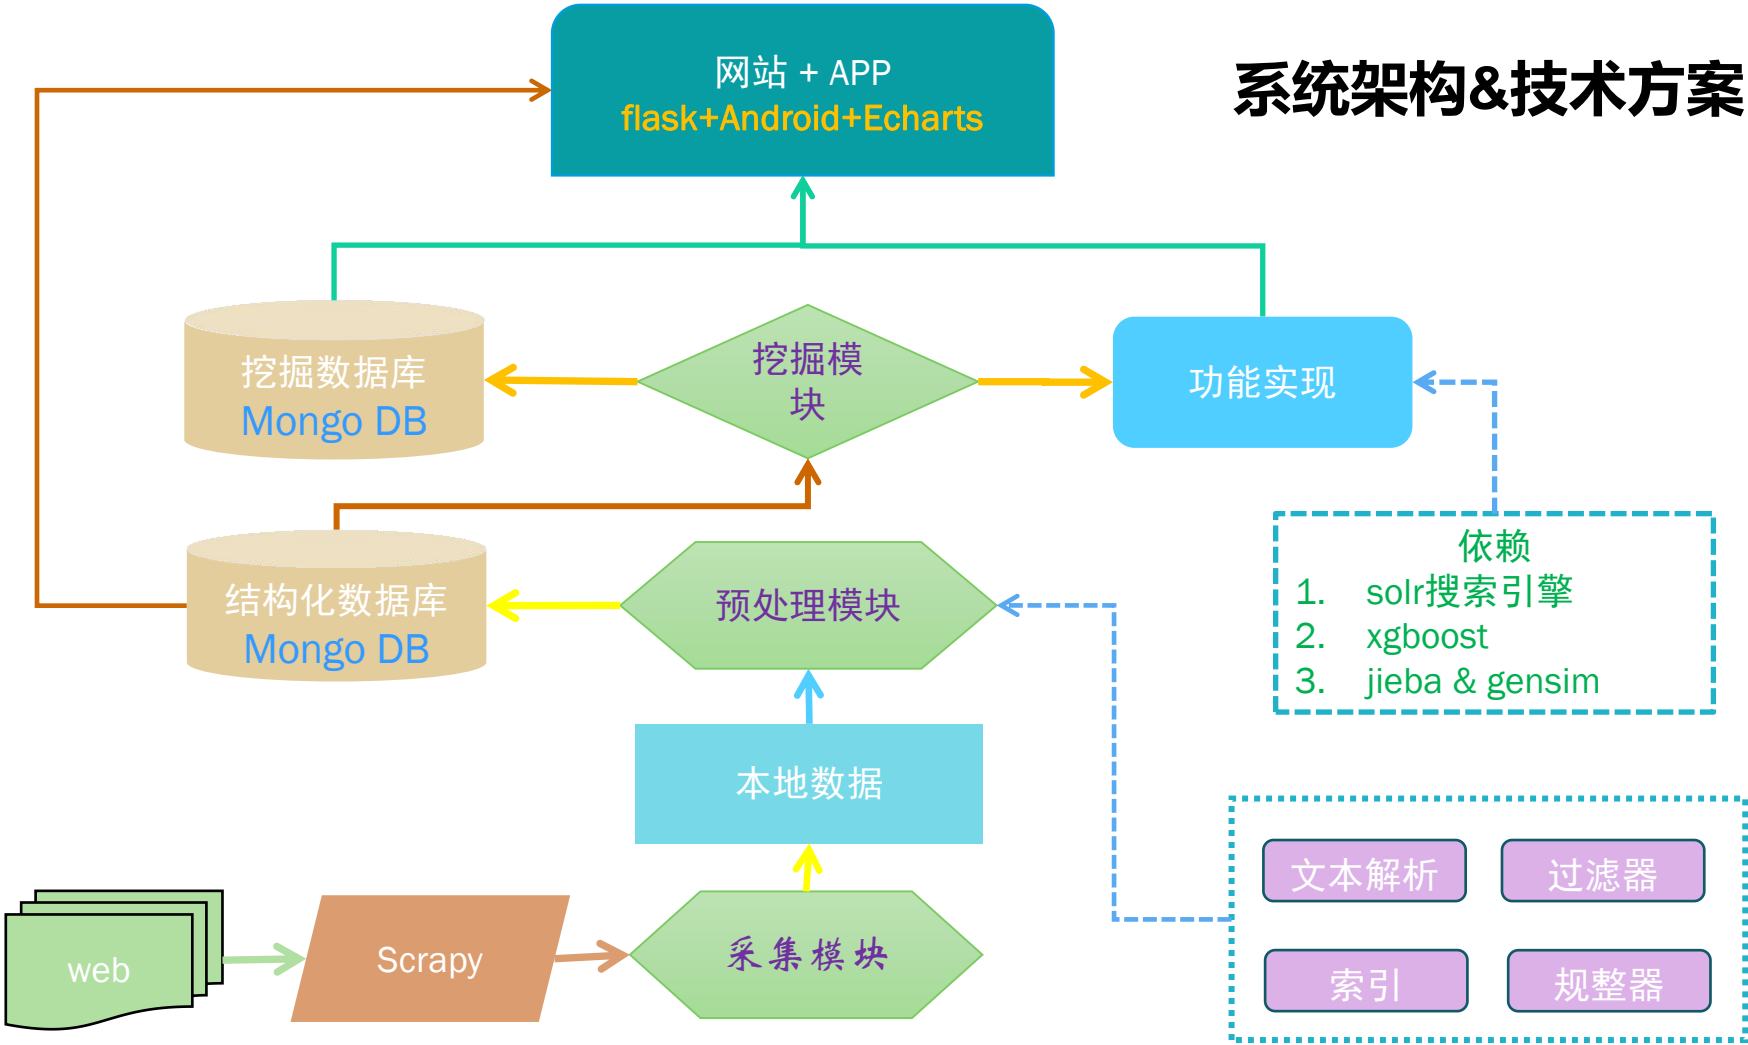 系统架构&技术方案
网站 + APP
flask+Android+Echarts
挖掘数据库
Mongo DB
挖掘模
块
功能实现
结构化数据库
Mongo DB
预处理模块
依赖
1. solr搜索引擎
2. xgboost
3. jieba & gensim
本地数据
web
Scrapy
采集模块
文本解析
过滤器
索引
规整器